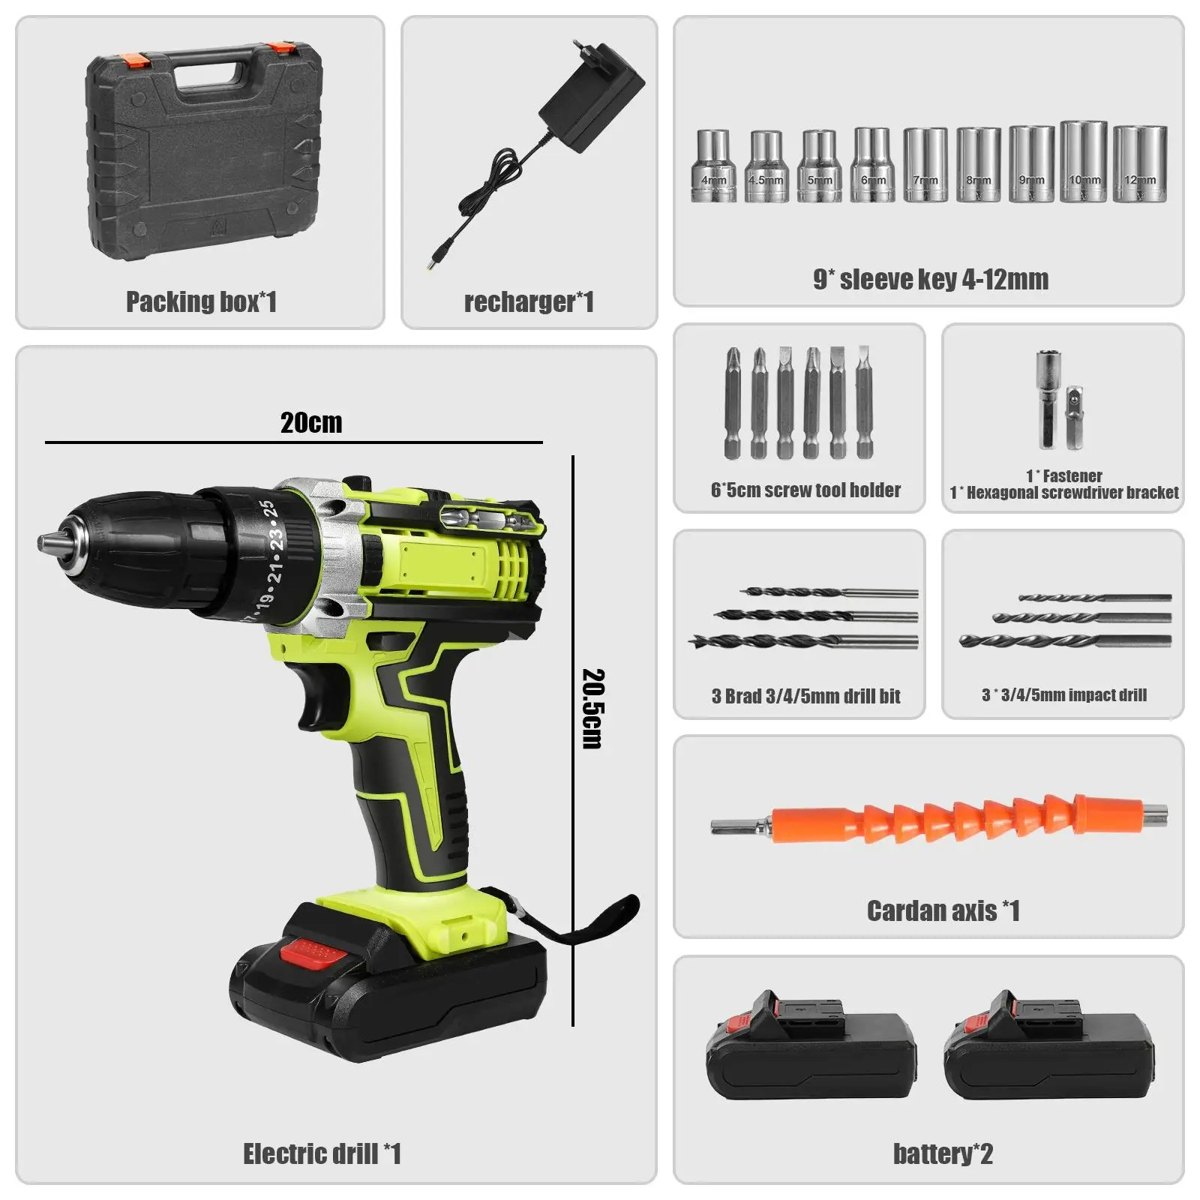 Packing box*1
recharger*1
4mm
4.5mm
5mm
6mm
7mm
8mm
9mm
10mm
12mm
9* sleeve key 4-12mm
20cm
19•21•23•25
20.5cm
Electric drill *1
6*5cm screw tool holder
1 * Fastener
1 * Hexagonal screwdriver bracket
3 Brad 3/4/5mm drill bit
3 * 3/4/5mm impact drill
Cardan axis *1
battery*2